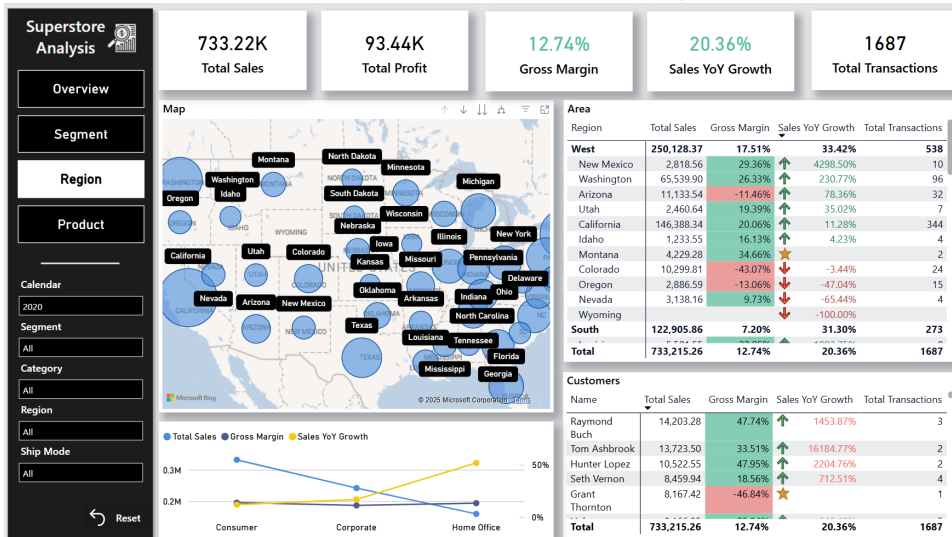 Superstore
Analysis
Overview
Segment
Region
Product
Calendar
2020
Segment
All
Category
All
Region
All
Ship Mode
All
Reset
733.22K
Total Sales
93.44K
Total Profit
12.74%
Gross Margin
20.36%
Sales YoY Growth
1687
Total Transactions
Map
Montana
North Dakota
Minnesota
Washington
Idaho
Oregon
South Dakota
Michigan
Wisconsin
Nebraska
Iowa
Illinois
New York
California
Utah
Colorado
Kansas
Missouri
Pennsylvania
Delaware
Nevada
Arizona
New Mexico
Oklahoma
Arkansas
Indiana
Ohio
Texas
North Carolina
Louisiana
Tennessee
Mississippi
Florida
Georgia
WYOMING
UNITED STATES
UTAH
COLORADO
CALIFORNIA
ARIZONA
NEW MEXICO
OKLAHOMA
TEXAS
MISSISSIPPI
NC
SC
Microsoft Bing
© 2025 Microsoft Corporation Terms
Total Sales Gross Margin Sales YoY Growth
0.3M
0.2M
50%
0%
Consumer Corporate Home Office
Area
Region Total Sales Gross Margin Sales YoY Growth Total Transactions
West 250,128.37 17.51% 33.42% 538
New Mexico 2,818.56 29.36% 4298.50% 10
Washington 65,539.90 26.33% 230.77% 96
Arizona 11,133.54 -11.46% 78.36% 32
Utah 2,460.64 19.39% 35.02% 7
California 146,388.34 20.06% 11.28% 344
Idaho 1,233.55 16.13% 4.23% 4
Montana 4,229.28 34.66% 2
Colorado 10,299.81 -43.07% -3.44% 24
Oregon 2,886.59 -13.06% -47.04% 15
Nevada 3,138.16 9.73% -65.44% 4
Wyoming -100.00%
South 122,905.86 7.20% 31.30% 273
Total 733,215.26 12.74% 20.36% 1687
Customers
Name Total Sales Gross Margin Sales YoY Growth Total Transactions
Raymond Buch 14,203.28 47.74% 1453.87% 3
Tom Ashbrook 13,723.50 33.51% 16184.77% 2
Hunter Lopez 10,522.55 47.95% 2204.76% 2
Seth Vernon 8,459.94 18.56% 712.51% 4
Grant Thornton 8,167.42 -46.84% 1
Total 733,215.26 12.74% 20.36% 1687